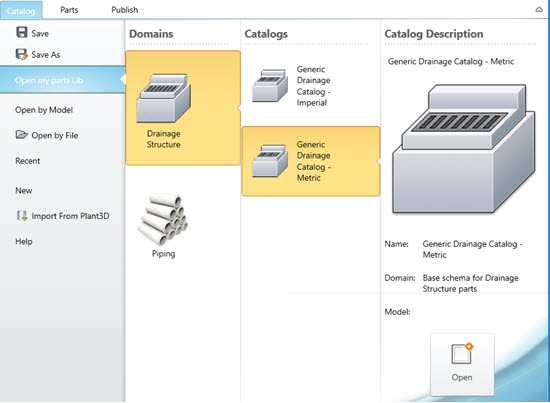 Catalog
Parts
Publish
Save
Save As
Open my parts Lib
Open by Model
Open by File
Recent
New
Import From Plant3D
Help
Domains
Drainage
Structure
Piping
Catalogs
Generic
Drainage
Catalog -
Imperial
Generic
Drainage
Catalog -
Metric
Catalog Description
Generic Drainage Catalog - Metric
Name: Generic Drainage Catalog -
Metric
Domain: Base schema for Drainage
Structure parts
Model:
Open